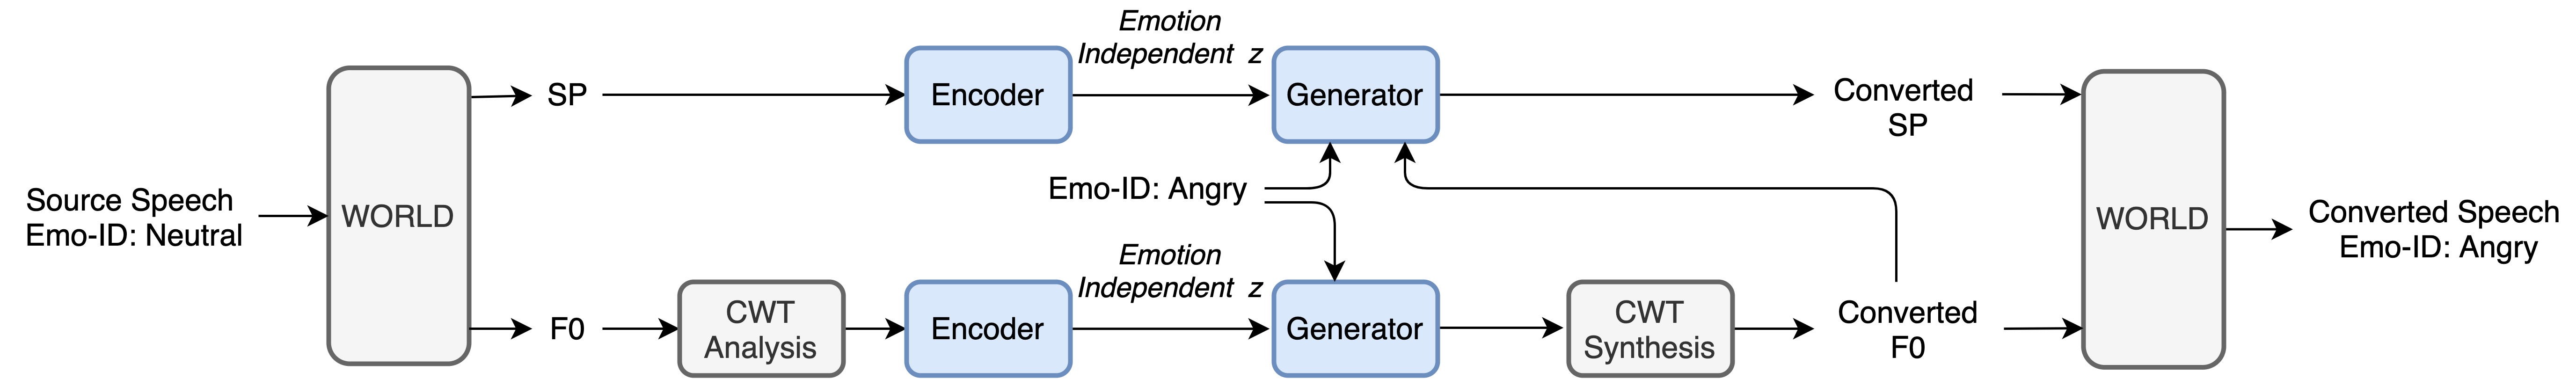 Source Speech
Emo-ID: Neutral
WORLD
SP
Encoder
Emotion
Independent z
Generator
Converted
SP
Emo-ID: Angry
F0
CWT
Analysis
Encoder
Emotion
Independent z
Generator
CWT
Synthesis
Converted
F0
WORLD
Converted Speech
Emo-ID: Angry